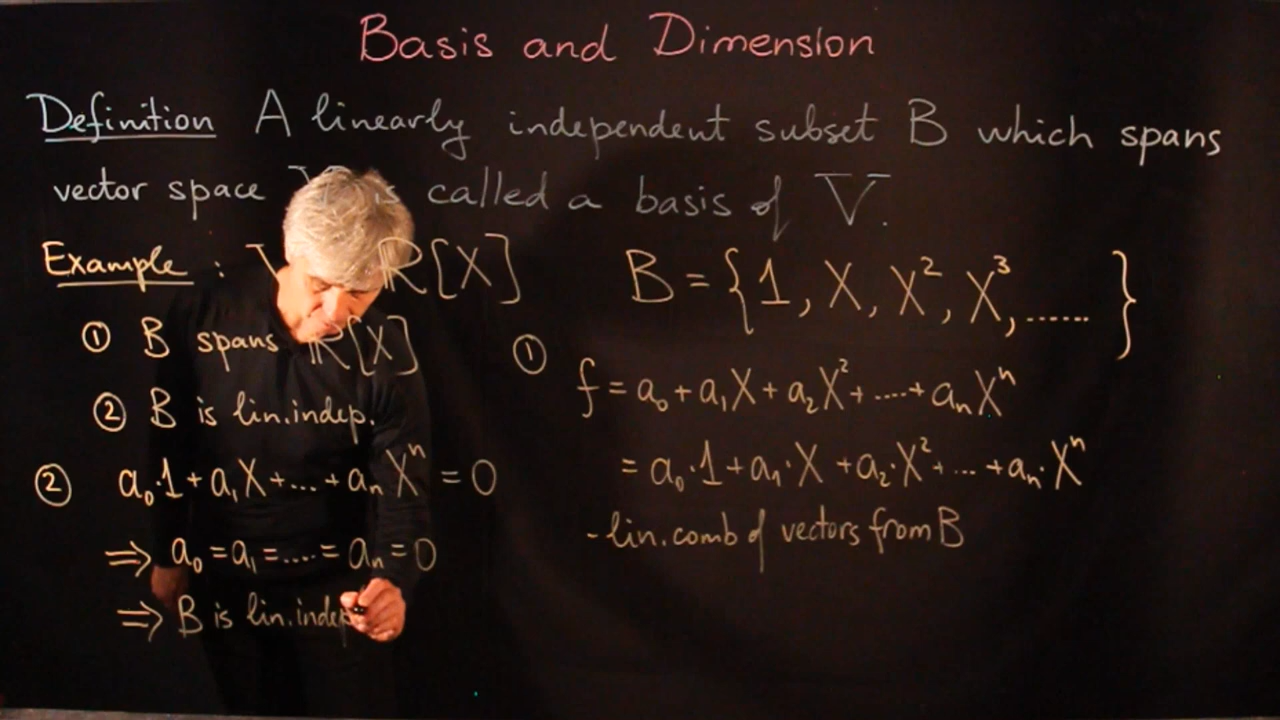 Basis and Dimension
Definition A linearly independent subset B which spans
vector space V is called a basis of V.
Example : V R[X] B = {1, X, X², X³, ...... }
① B spans R[X]
② B is lin.indep.
② a₀·1 + a₁X + ... + aₙXⁿ = 0
⇒ a₀ = a₁ = .... = aₙ = 0
⇒ B is lin.indep
① f = a₀ + a₁X + a₂X² + .... + aₙXⁿ
= a₀·1 + a₁·X + a₂·X² + ... + aₙ·Xⁿ
- lin.comb of vectors from B